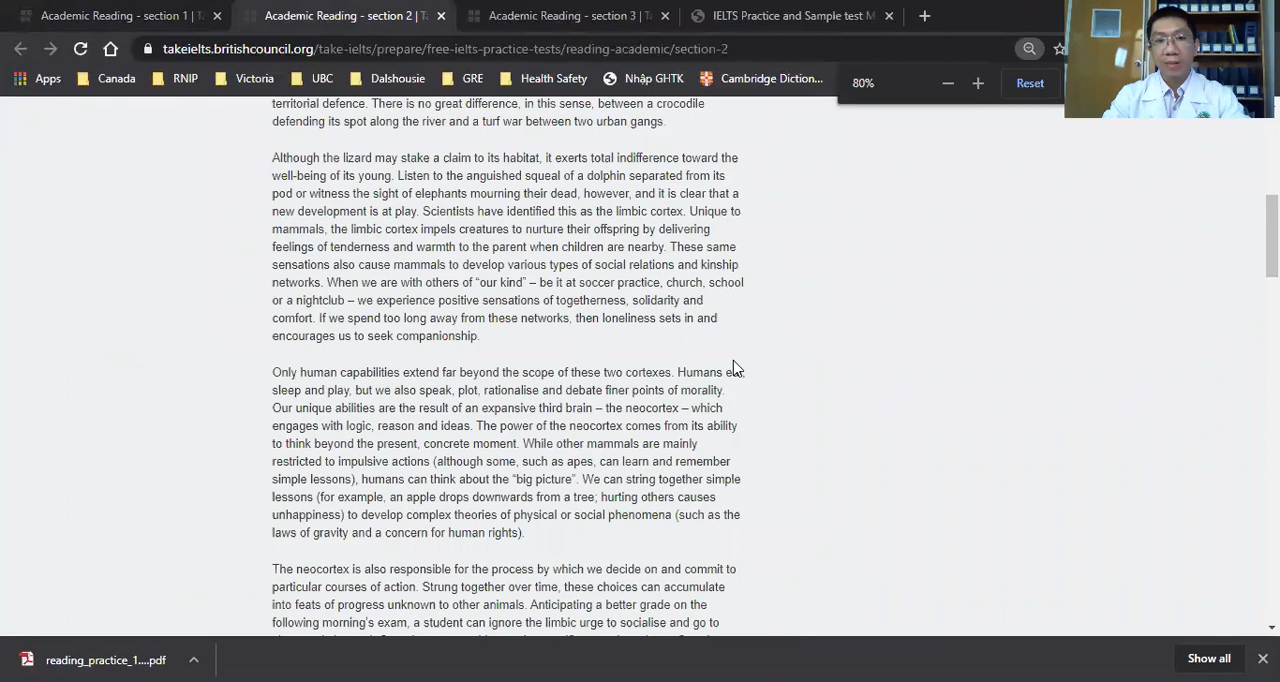 Academic Reading - section 1 | T
Academic Reading - section 2 | Ta
Academic Reading - section 3 | T
IELTS Practice and Sample test M
takeielts.britishcouncil.org/take-ielts/prepare/free-ielts-practice-tests/reading-academic/section-2
Apps
Canada
RNIP
Victoria
UBC
Dalshousie
GRE
Health Safety
Nhập GHTK
Cambridge Diction...
80%
Reset
territorial defence. There is no great difference, in this sense, between a crocodile
defending its spot along the river and a turf war between two urban gangs.
Although the lizard may stake a claim to its habitat, it exerts total indifference toward the
well-being of its young. Listen to the anguished squeal of a dolphin separated from its
pod or witness the sight of elephants mourning their dead, however, and it is clear that a
new development is at play. Scientists have identified this as the limbic cortex. Unique to
mammals, the limbic cortex impels creatures to nurture their offspring by delivering
feelings of tenderness and warmth to the parent when children are nearby. These same
sensations also cause mammals to develop various types of social relations and kinship
networks. When we are with others of “our kind” – be it at soccer practice, church, school
or a nightclub – we experience positive sensations of togetherness, solidarity and
comfort. If we spend too long away from these networks, then loneliness sets in and
encourages us to seek companionship.
Only human capabilities extend far beyond the scope of these two cortexes. Humans
sleep and play, but we also speak, plot, rationalise and debate finer points of morality.
Our unique abilities are the result of an expansive third brain – the neocortex – which
engages with logic, reason and ideas. The power of the neocortex comes from its ability
to think beyond the present, concrete moment. While other mammals are mainly
restricted to impulsive actions (although some, such as apes, can learn and remember
simple lessons), humans can think about the “big picture”. We can string together simple
lessons (for example, an apple drops downwards from a tree; hurting others causes
unhappiness) to develop complex theories of physical or social phenomena (such as the
laws of gravity and a concern for human rights).
The neocortex is also responsible for the process by which we decide on and commit to
particular courses of action. Strung together over time, these choices can accumulate
into feats of progress unknown to other animals. Anticipating a better grade on the
following morning’s exam, a student can ignore the limbic urge to socialise and go to
reading_practice_1....pdf
Show all